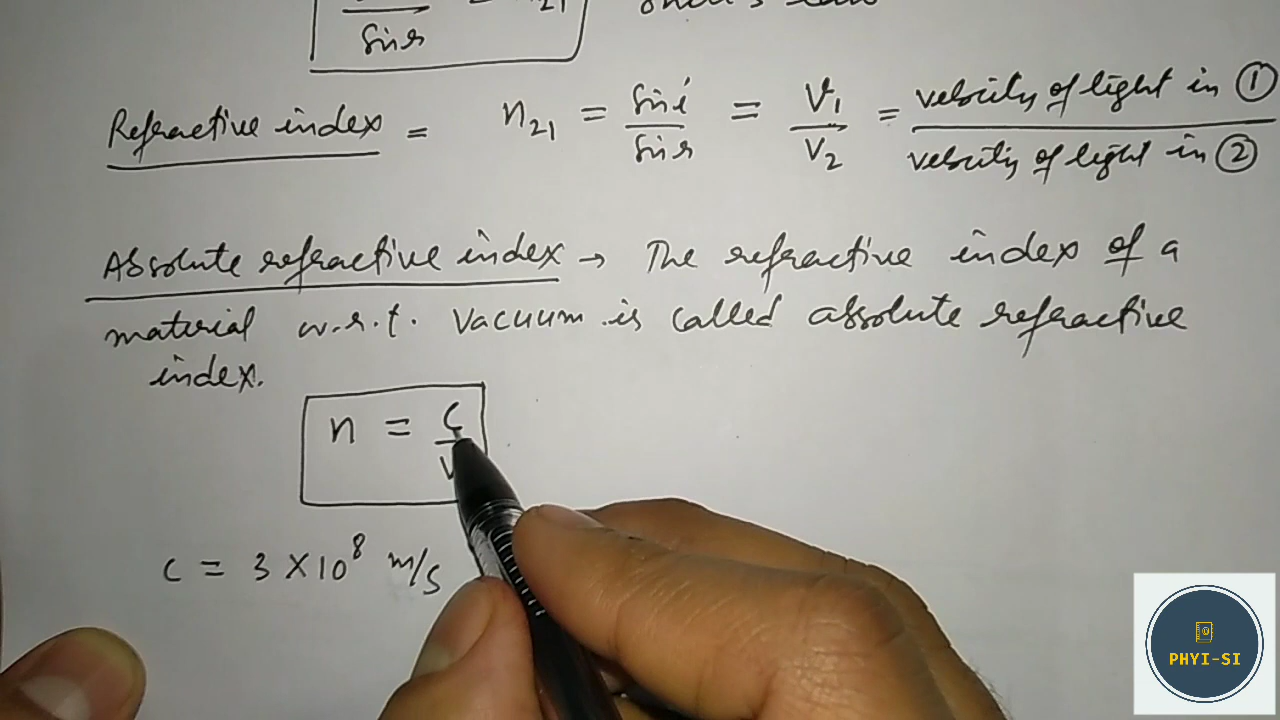 sin r
Refractive index = n21 = sin i / sin r = V1 / V2 = velocity of light in ① / velocity of light in ②
Absolute refractive index → The refractive index of a
material w.r.t. Vacuum is called absolute refractive
index.
n = c / v
c = 3 × 10^8 m/s
PHYI-SI